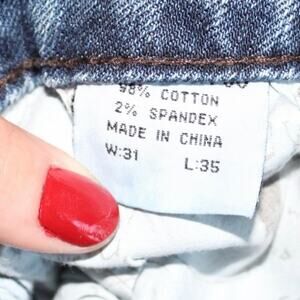 98% COTTON
2% SPANDEX
MADE IN CHINA
W:31 L:35